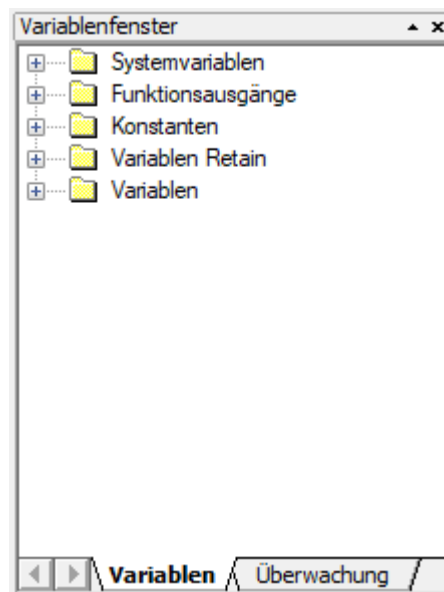 Variablenfenster
Systemvariablen
Funktionsausgänge
Konstanten
Variablen Retain
Variablen
Variablen Überwachung